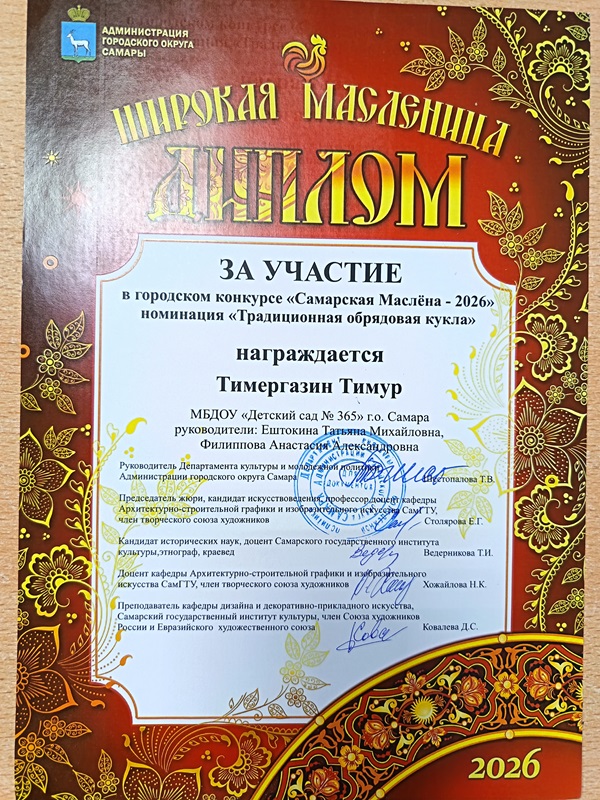 АДМИНИСТРАЦИЯ
ГОРОДСКОГО ОКРУГА
САМАРЫ
ШИРОКАЯ МАСЛЕНИЦА
ДИПЛОМ
ЗА УЧАСТИЕ
в городском конкурсе «Самарская Маслёна - 2026»
номинация «Традиционная обрядовая кукла»
награждается
Тимергазин Тимур
МБДОУ «Детский сад № 365» г.о. Самара
руководители: Ештокина Татьяна Михайловна,
Филиппова Анастасия Александровна
Руководитель Департамента культуры и молодежной политики
Администрации городского округа Самара Шестопалова Т.В.
Председатель жюри, кандидат искусствоведения, профессор,доцент кафедры
Архитектурно-строительной графики и изобразительного искусства СамГТУ,
член творческого союза художников Столярова Е.Г.
Кандидат исторических наук, доцент Самарского государственного института
культуры,этнограф, краевед Ведерникова Т.И.
Доцент кафедры Архитектурно-строительной графики и изобразительного
искусства СамГТУ, член творческого союза художников Хожайлова Н.К.
Преподаватель кафедры дизайна и декоративно-прикладного искусства,
Самарский государственный институт культуры, член Союза художников
России и Евразийского художественного союза Ковалева Д.С.
2026